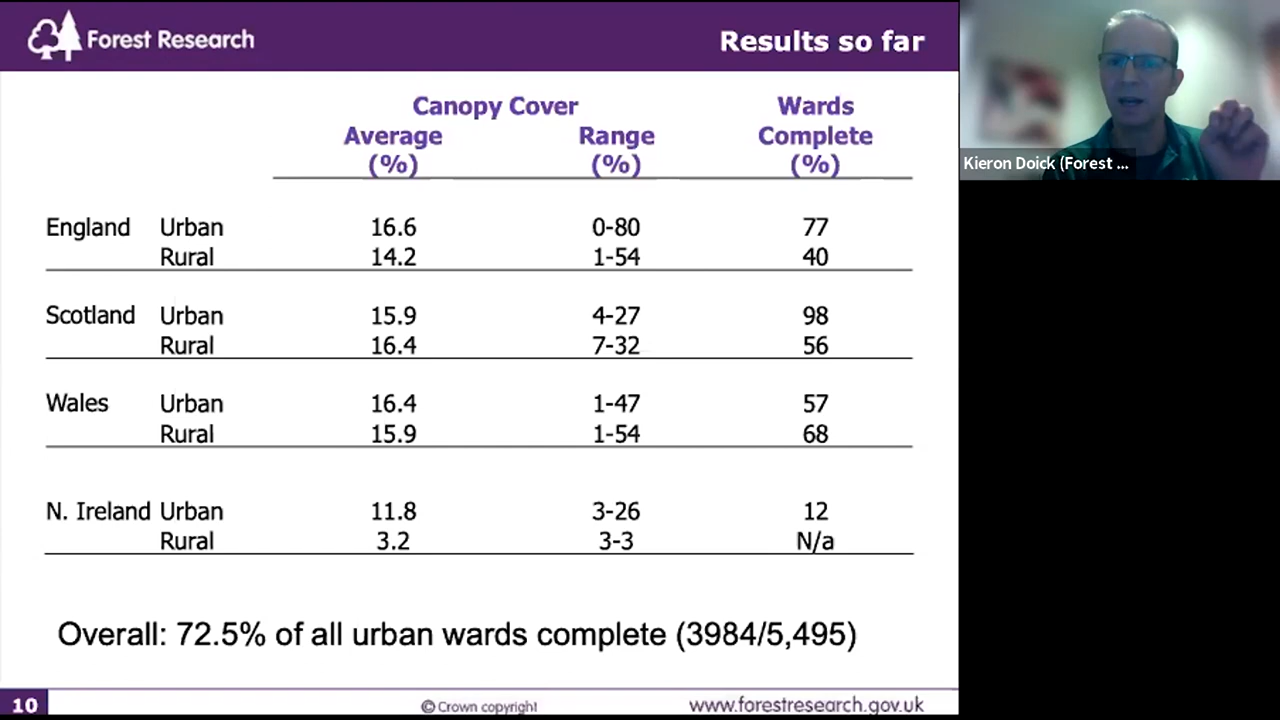 Forest Research
Results so far
Canopy Cover Wards
Average Range Complete
(%) (%) (%)
England Urban 16.6 0-80 77
Rural 14.2 1-54 40
Scotland Urban 15.9 4-27 98
Rural 16.4 7-32 56
Wales Urban 16.4 1-47 57
Rural 15.9 1-54 68
N. Ireland Urban 11.8 3-26 12
Rural 3.2 3-3 N/a
Overall: 72.5% of all urban wards complete (3984/5,495)
10 © Crown copyright www.forestresearch.gov.uk
Kieron Doick (Forest ...